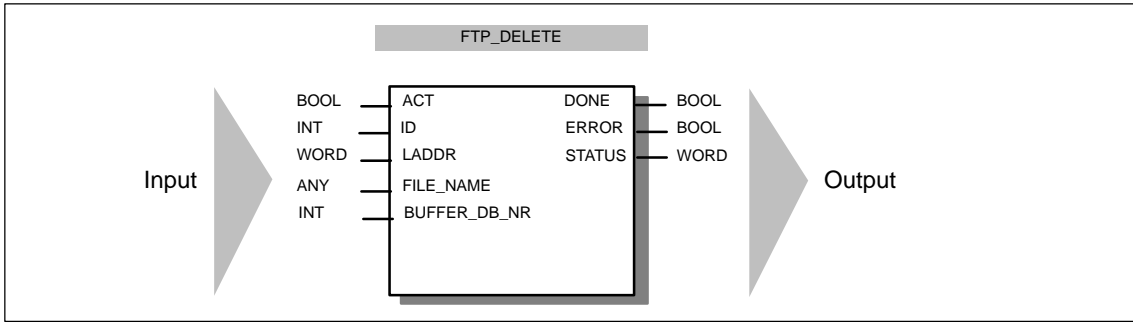 FTP_DELETE
BOOL ACT DONE BOOL
INT ID ERROR BOOL
WORD LADDR STATUS WORD
Input ANY FILE_NAME Output
INT BUFFER_DB_NR